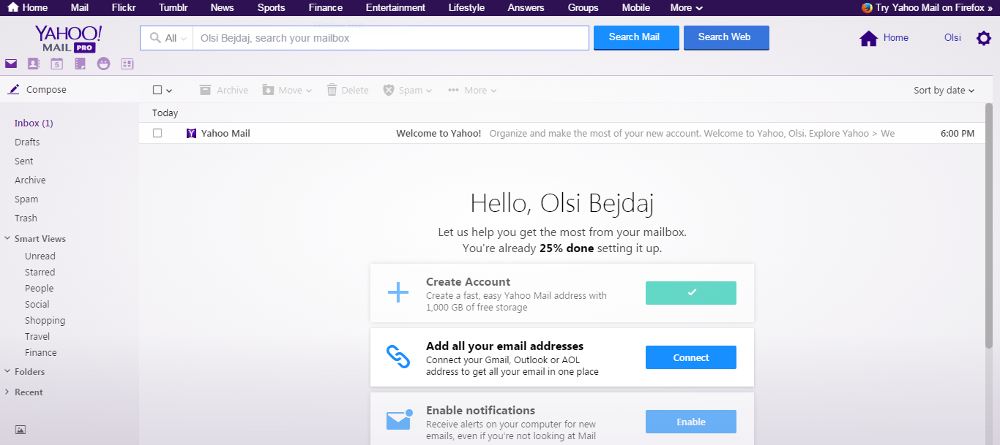 Home Mail Flickr Tumblr News Sports Finance Entertainment Lifestyle Answers Groups Mobile More Try Yahoo Mail on Firefox »
YAHOO!
MAIL PRO
All Olsi Bejdaj, search your mailbox Search Mail Search Web Home Olsi
5
Compose Archive Move Delete Spam More Sort by date
Today
Inbox (1)
Yahoo Mail Welcome to Yahoo! Organize and make the most of your new account. Welcome to Yahoo, Olsi. Explore Yahoo > We 6:00 PM
Drafts
Sent
Archive
Spam
Trash
Smart Views
Unread
Starred
People
Social
Shopping
Travel
Finance
Folders
Recent
Hello, Olsi Bejdaj
Let us help you get the most from your mailbox.
You're already 25% done setting it up.
Create Account
Create a fast, easy Yahoo Mail address with
1,000 GB of free storage
Add all your email addresses
Connect your Gmail, Outlook or AOL
address to get all your email in one place
Connect
Enable notifications
Receive alerts on your computer for new
emails, even if you're not looking at Mail
Enable